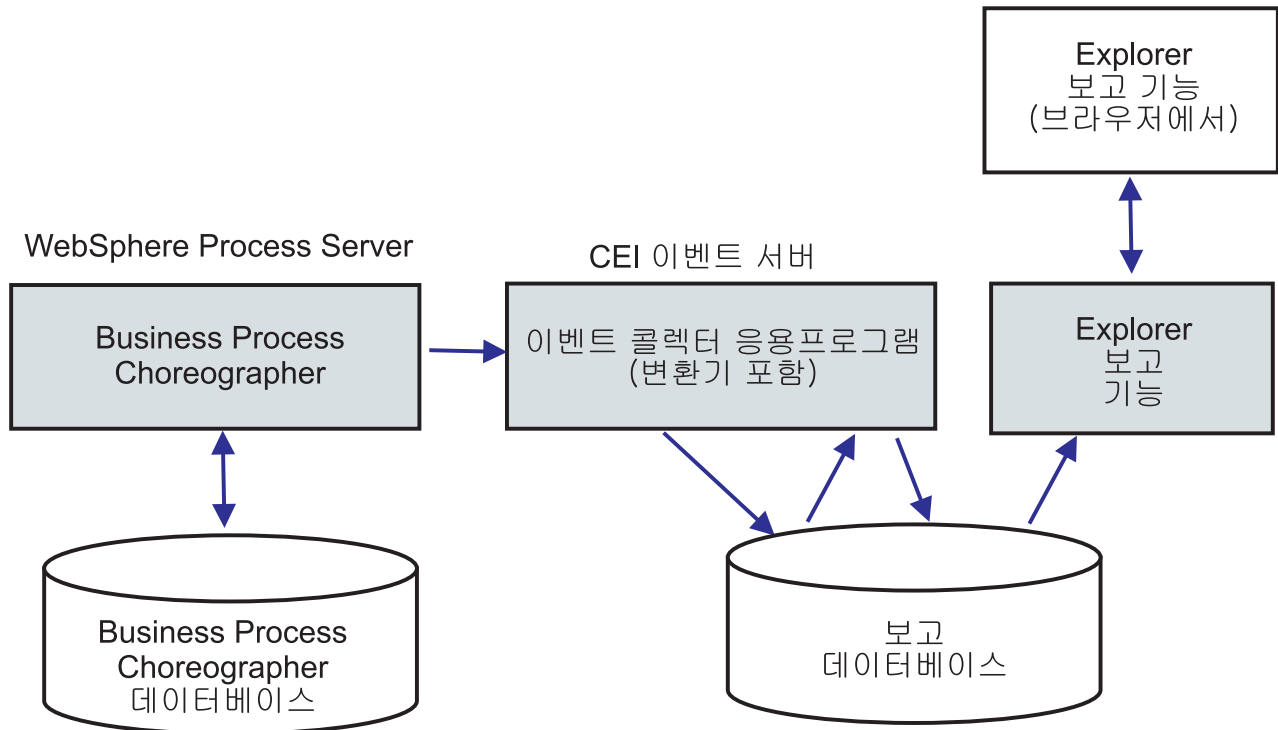 Explorer
보고 기능
(브라우저에서)
WebSphere Process Server
CEI 이벤트 서버
Business Process
Choreographer
이벤트 콜렉터 응용프로그램
(변환기 포함)
Explorer
보고
기능
Business Process
Choreographer
데이터베이스
보고
데이터베이스